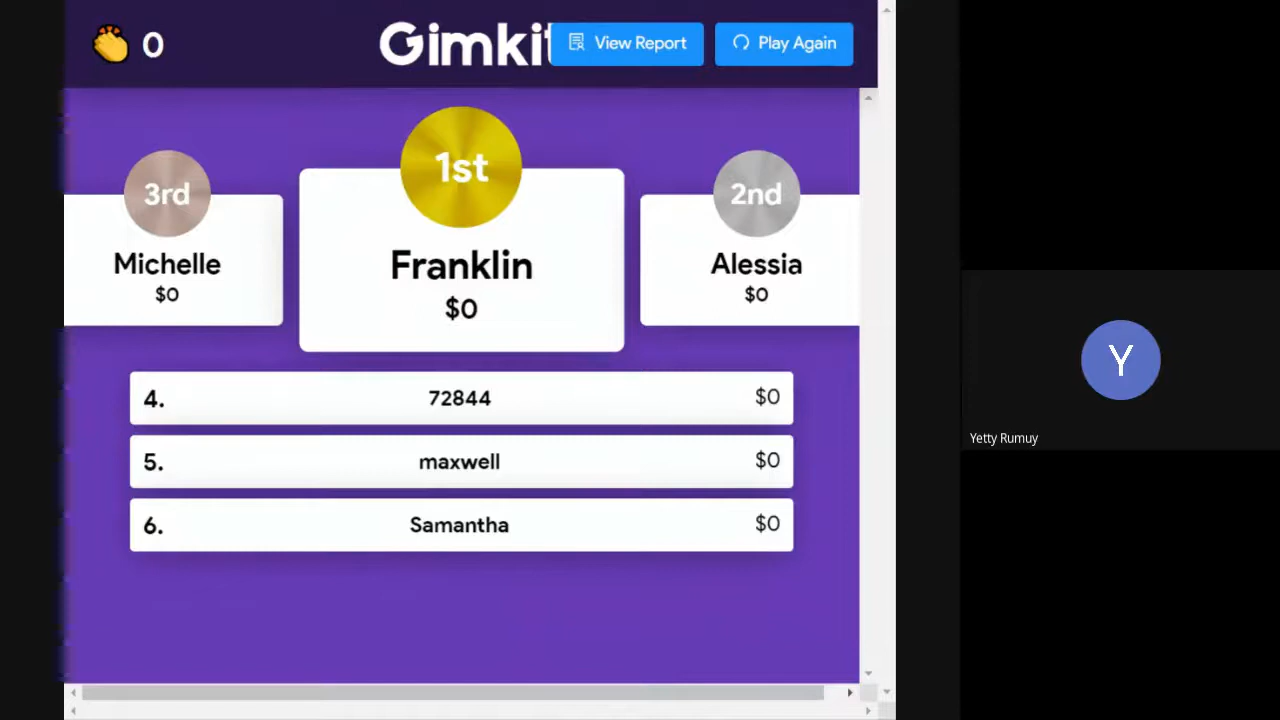 0
Gimkit
View Report
Play Again
1st
3rd
2nd
Michelle
$0
Franklin
$0
Alessia
$0
4. 72844 $0
5. maxwell $0
6. Samantha $0
Y
Yetty Rumuy